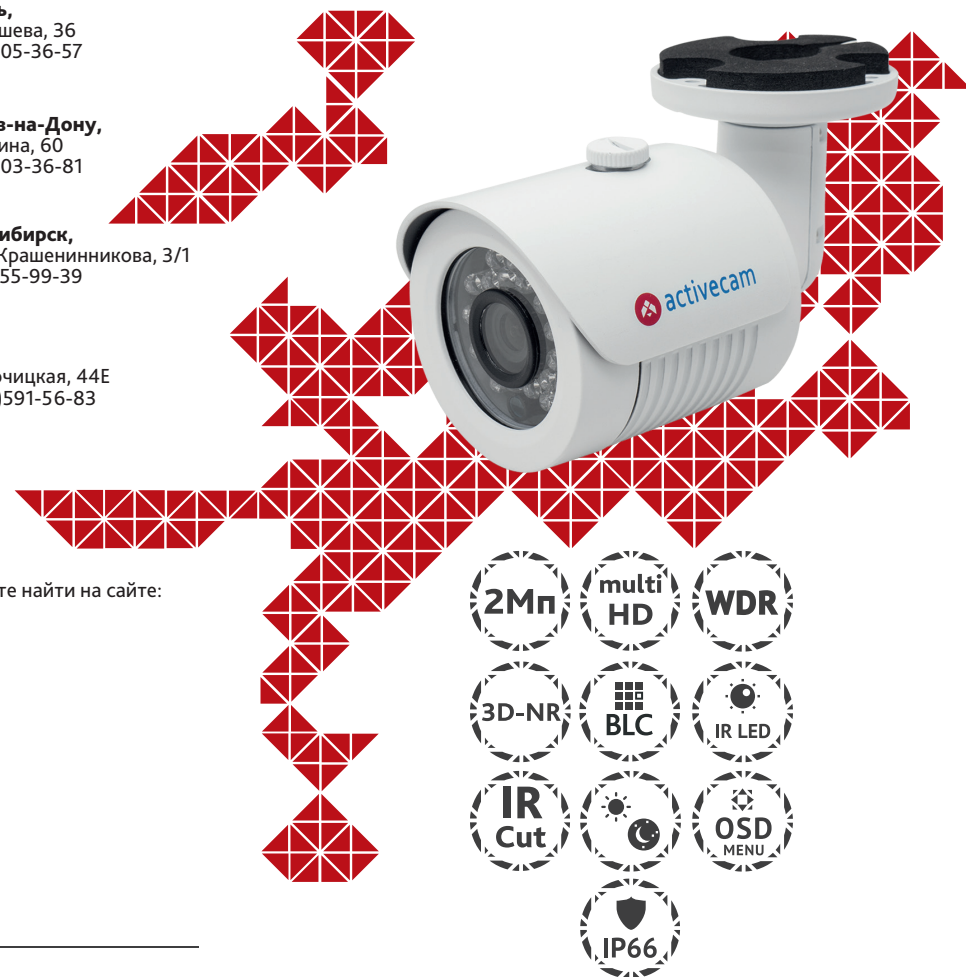 ь,
шева, 36
05-36-57
в-на-Дону,
ина, 60
03-36-81
ибирск,
Крашенинникова, 3/1
55-99-39
чицкая, 44Е
)591-56-83
те найти на сайте:
activecam
2Мп
multi
HD
WDR
3D-NR
BLC
IR LED
IR
Cut
OSD
MENU
IP66